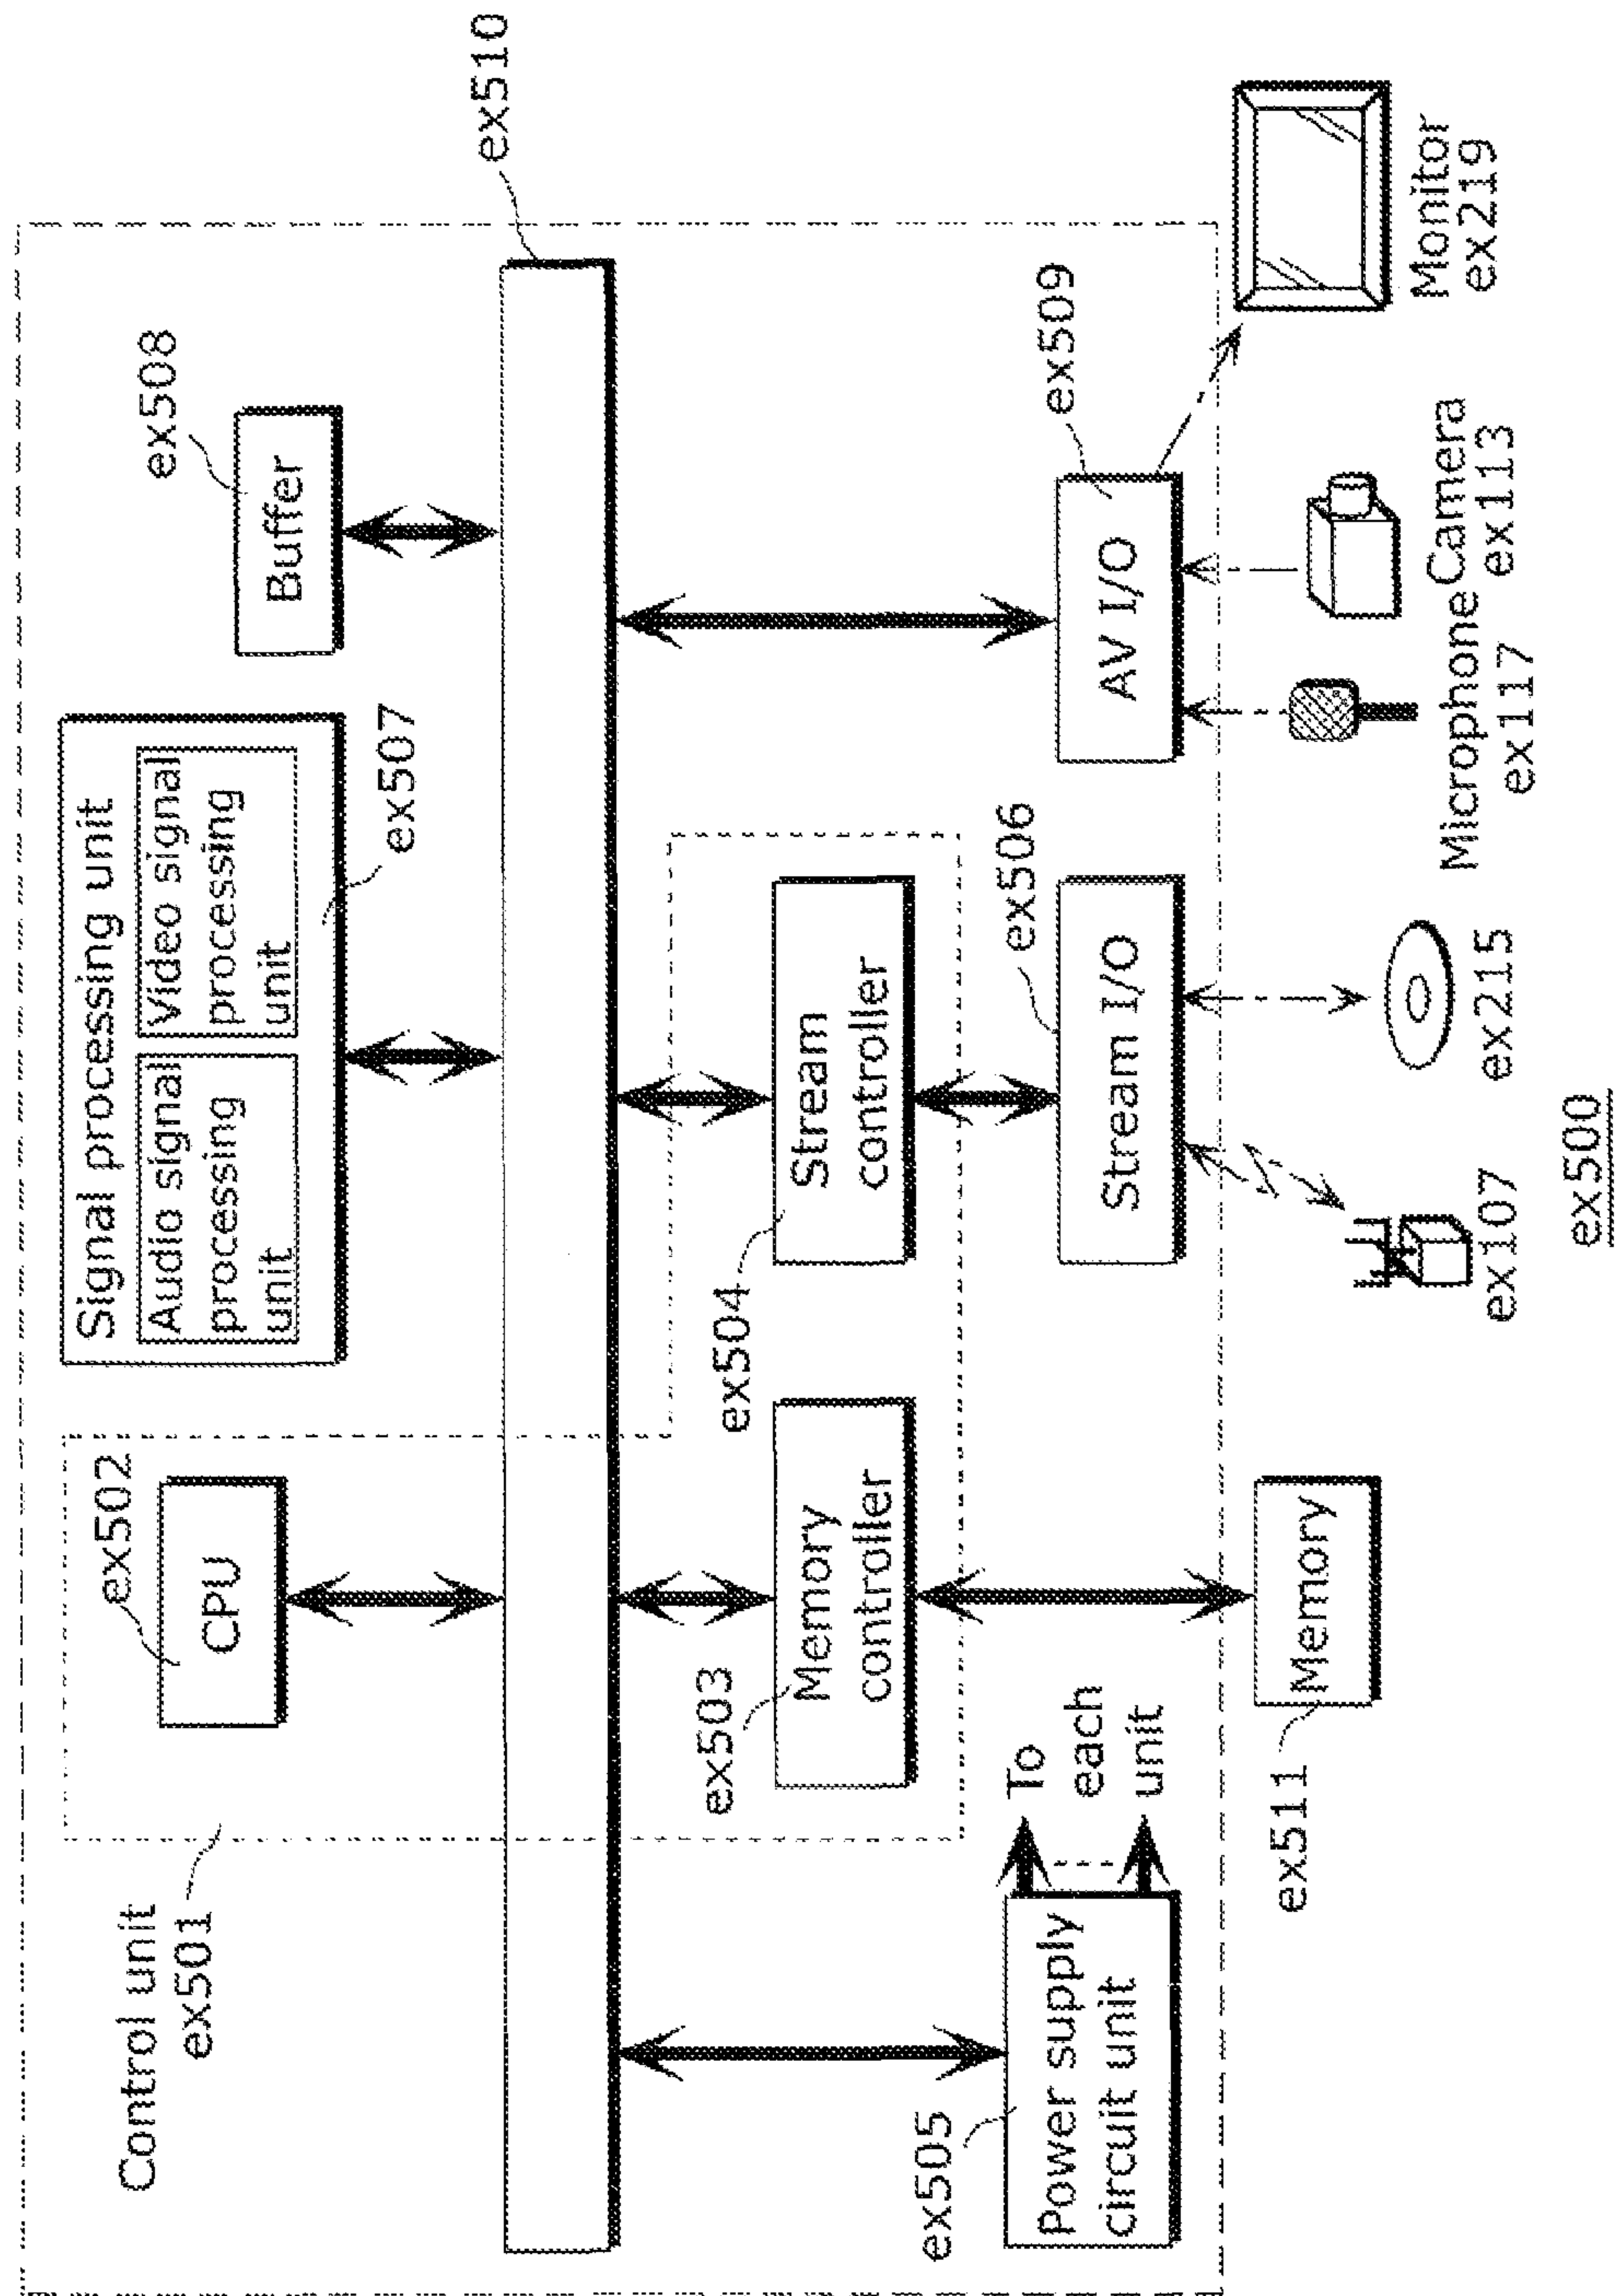 Control unit
ex501
ex502
CPU
Signal processing unit
Audio signal
processing
unit
Video signal
processing
unit
ex507
ex508
Buffer
ex510
ex503
Memory
controller
ex504
Stream
controller
ex505
Power supply
circuit unit
To
each
unit
ex506
Stream I/O
ex509
AV I/O
ex511
Memory
ex107
ex215
Microphone
ex117
Camera
ex113
Monitor
ex219
ex500